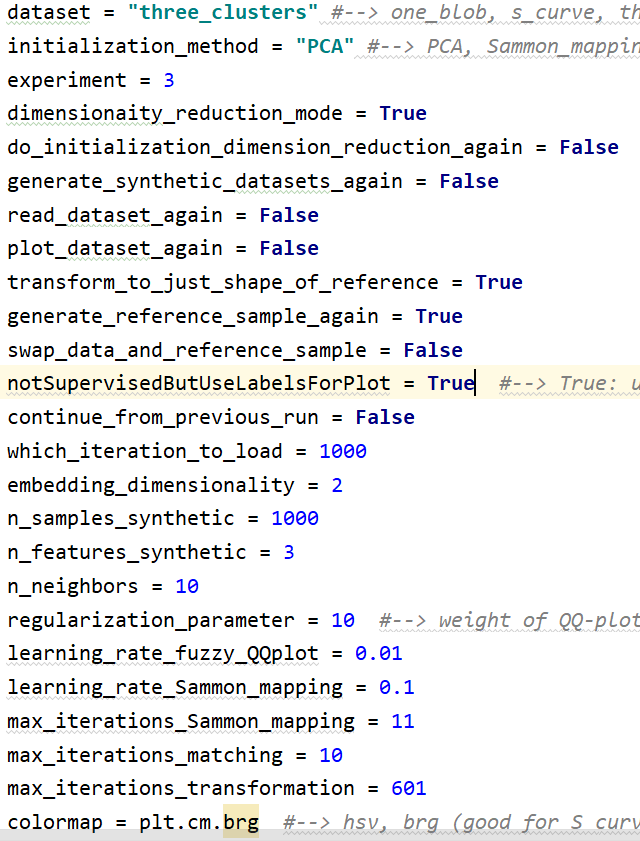 dataset = "three_clusters" #--> one_blob, s_curve, th
initialization_method = "PCA" #--> PCA, Sammon_mappin
experiment = 3
dimensionaity_reduction_mode = True
do_initialization_dimension_reduction_again = False
generate_synthetic_datasets_again = False
read_dataset_again = False
plot_dataset_again = False
transform_to_just_shape_of_reference = True
generate_reference_sample_again = True
swap_data_and_reference_sample = False
notSupervisedButUseLabelsForPlot = True #--> True: u
continue_from_previous_run = False
which_iteration_to_load = 1000
embedding_dimensionality = 2
n_samples_synthetic = 1000
n_features_synthetic = 3
n_neighbors = 10
regularization_parameter = 10 #--> weight of QQ-plot
learning_rate_fuzzy_QQplot = 0.01
learning_rate_Sammon_mapping = 0.1
max_iterations_Sammon_mapping = 11
max_iterations_matching = 10
max_iterations_transformation = 601
colormap = plt.cm.brg #--> hsv, brg (good for S curv